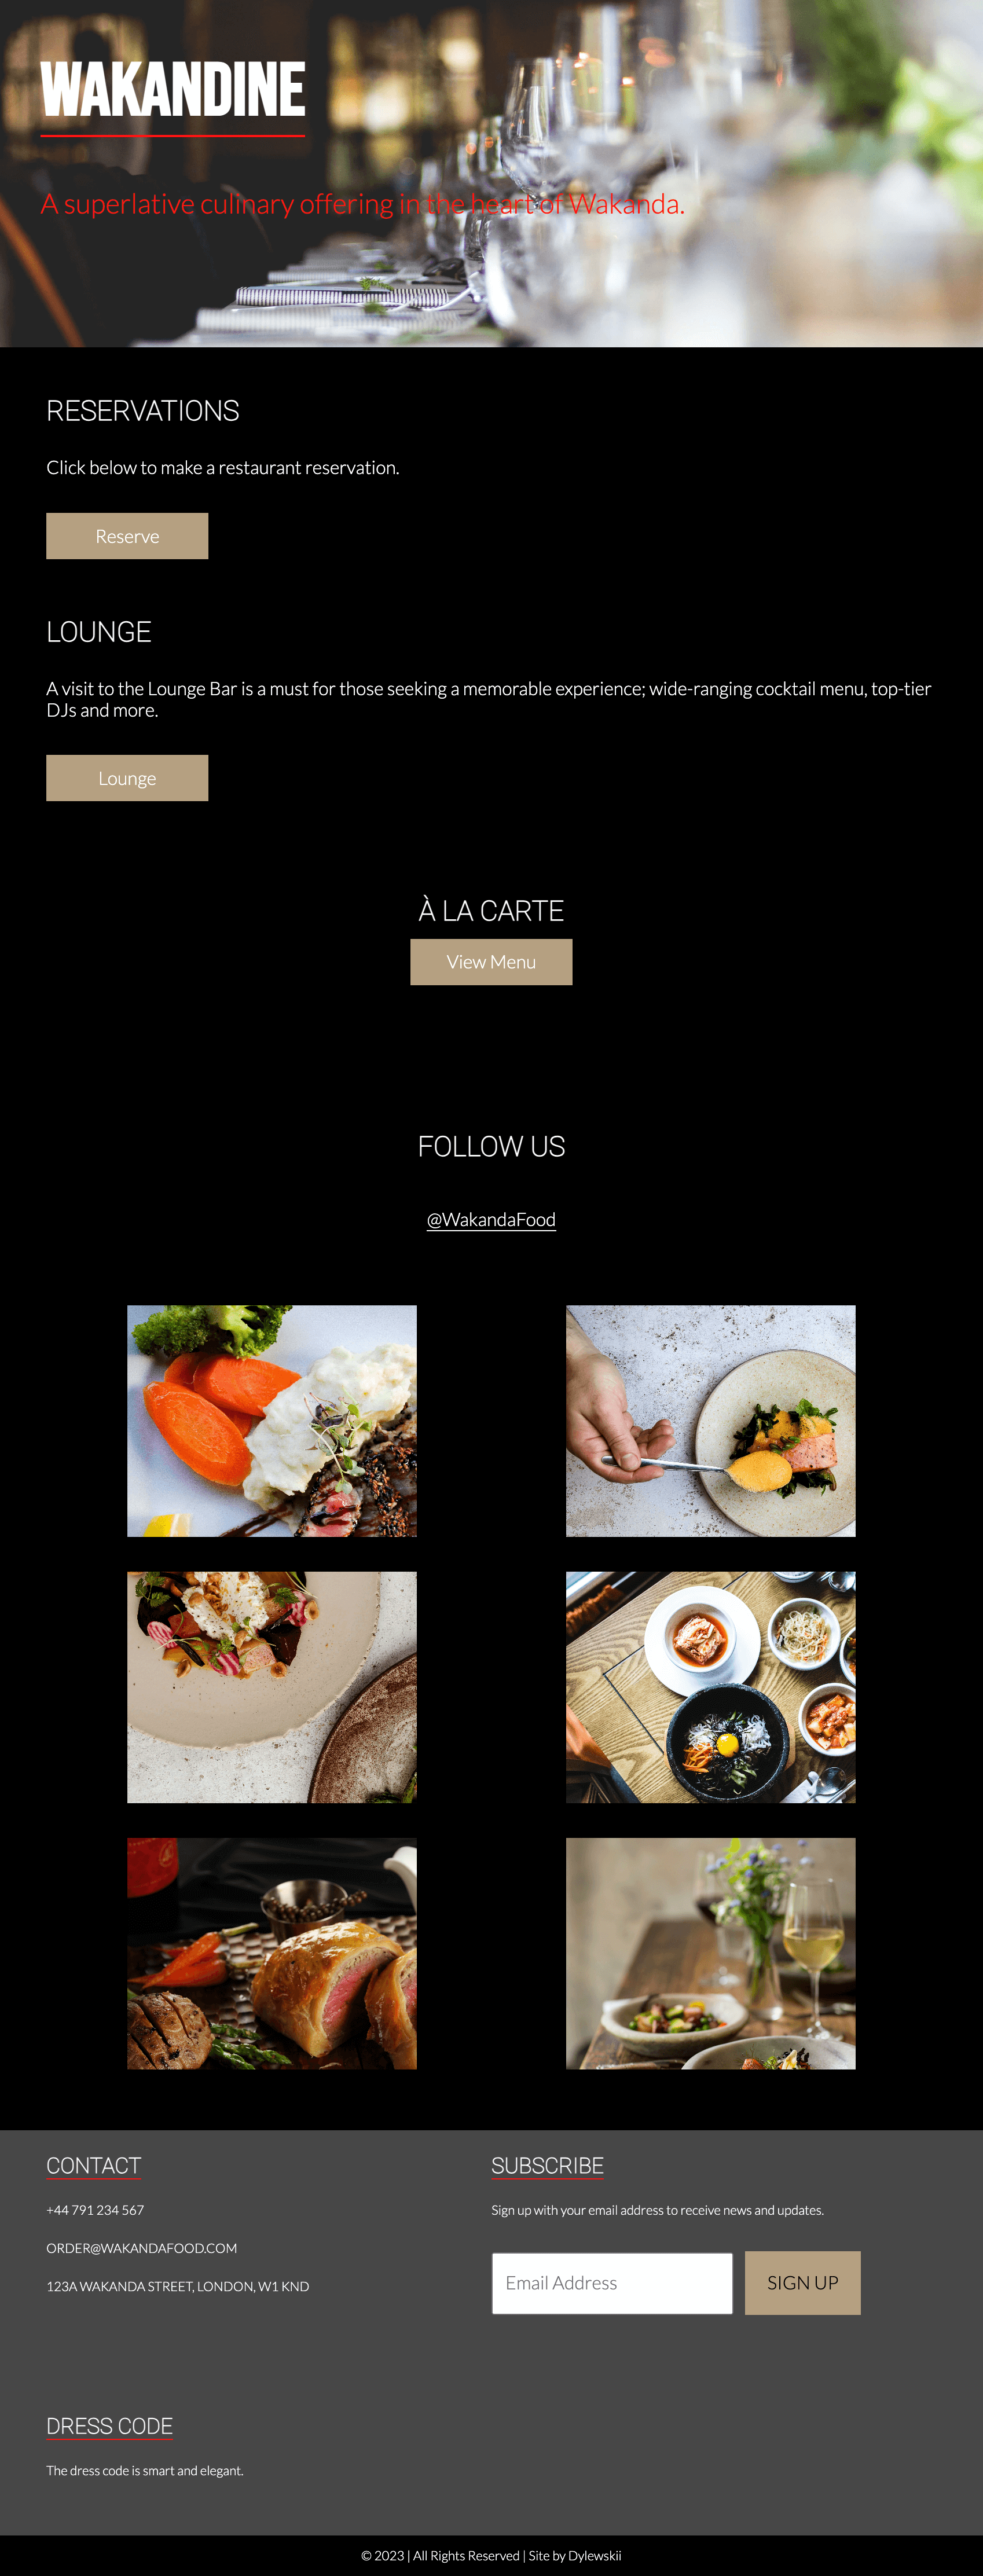 WAKANDINE
A superlative culinary offering in the heart of Wakanda.
RESERVATIONS
Click below to make a restaurant reservation.
Reserve
LOUNGE
A visit to the Lounge Bar is a must for those seeking a memorable experience; wide-ranging cocktail menu, top-tier
DJs and more.
Lounge
À LA CARTE
View Menu
FOLLOW US
@WakandaFood
CONTACT
+44 791 234 567
ORDER@WAKANDAFOOD.COM
123A WAKANDA STREET, LONDON, W1 KND
SUBSCRIBE
Sign up with your email address to receive news and updates.
Email Address
SIGN UP
DRESS CODE
The dress code is smart and elegant.
© 2023 | All Rights Reserved | Site by Dylewskii